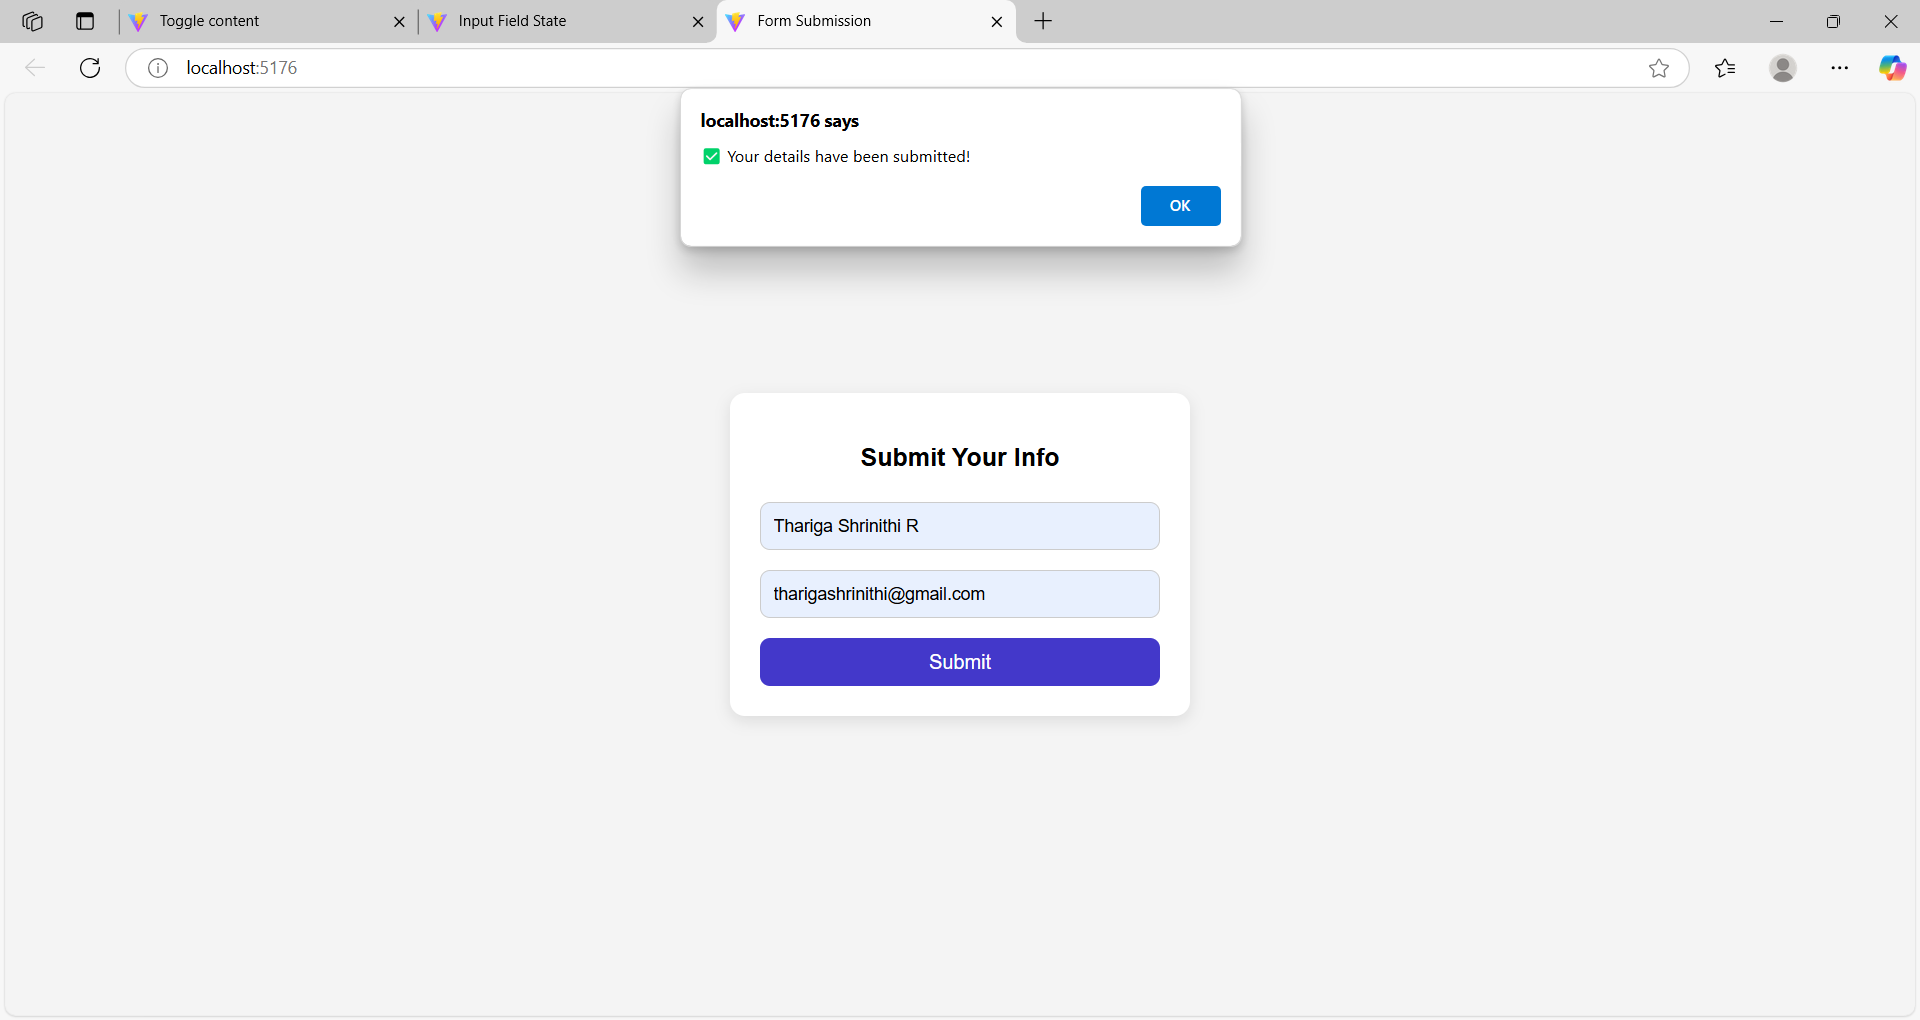 Toggle content
Input Field State
Form Submission
localhost:5176
localhost:5176 says
✅ Your details have been submitted!
OK
Submit Your Info
Thariga Shrinithi R
tharigashrinithi@gmail.com
Submit